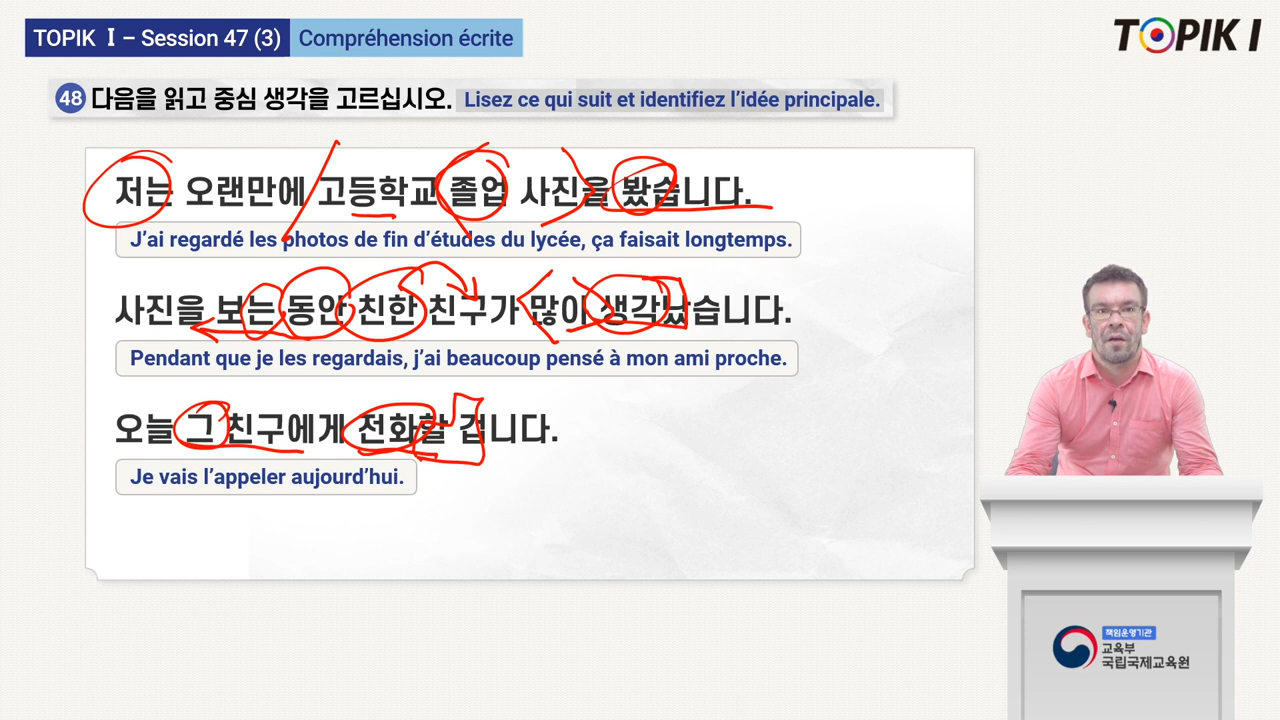 TOPIK Ⅰ – Session 47 (3) Compréhension écrite
TOPIK I
48 다음을 읽고 중심 생각을 고르십시오. Lisez ce qui suit et identifiez l’idée principale.
저는 오랜만에 고등학교 졸업 사진을 봤습니다.
J’ai regardé les photos de fin d’études du lycée, ça faisait longtemps.
사진을 보는 동안 친한 친구가 많이 생각났습니다.
Pendant que je les regardais, j’ai beaucoup pensé à mon ami proche.
오늘 그 친구에게 전화할 겁니다.
Je vais l’appeler aujourd’hui.
책임운영기관
교육부
국립국제교육원